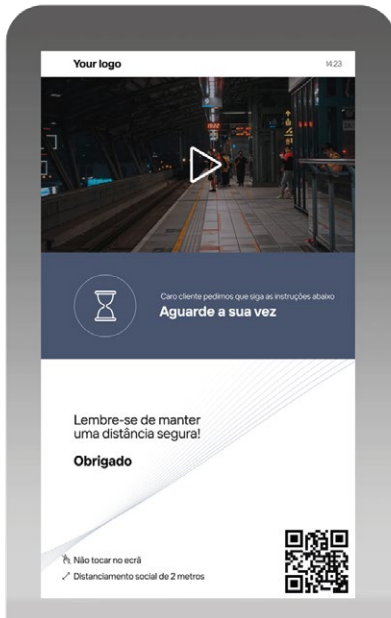 Your logo
14:23
Caro cliente pedimos que siga as instruções abaixo
Aguarde a sua vez
Lembre-se de manter
uma distância segura!
Obrigado
Não tocar no ecrã
Distanciamento social de 2 metros